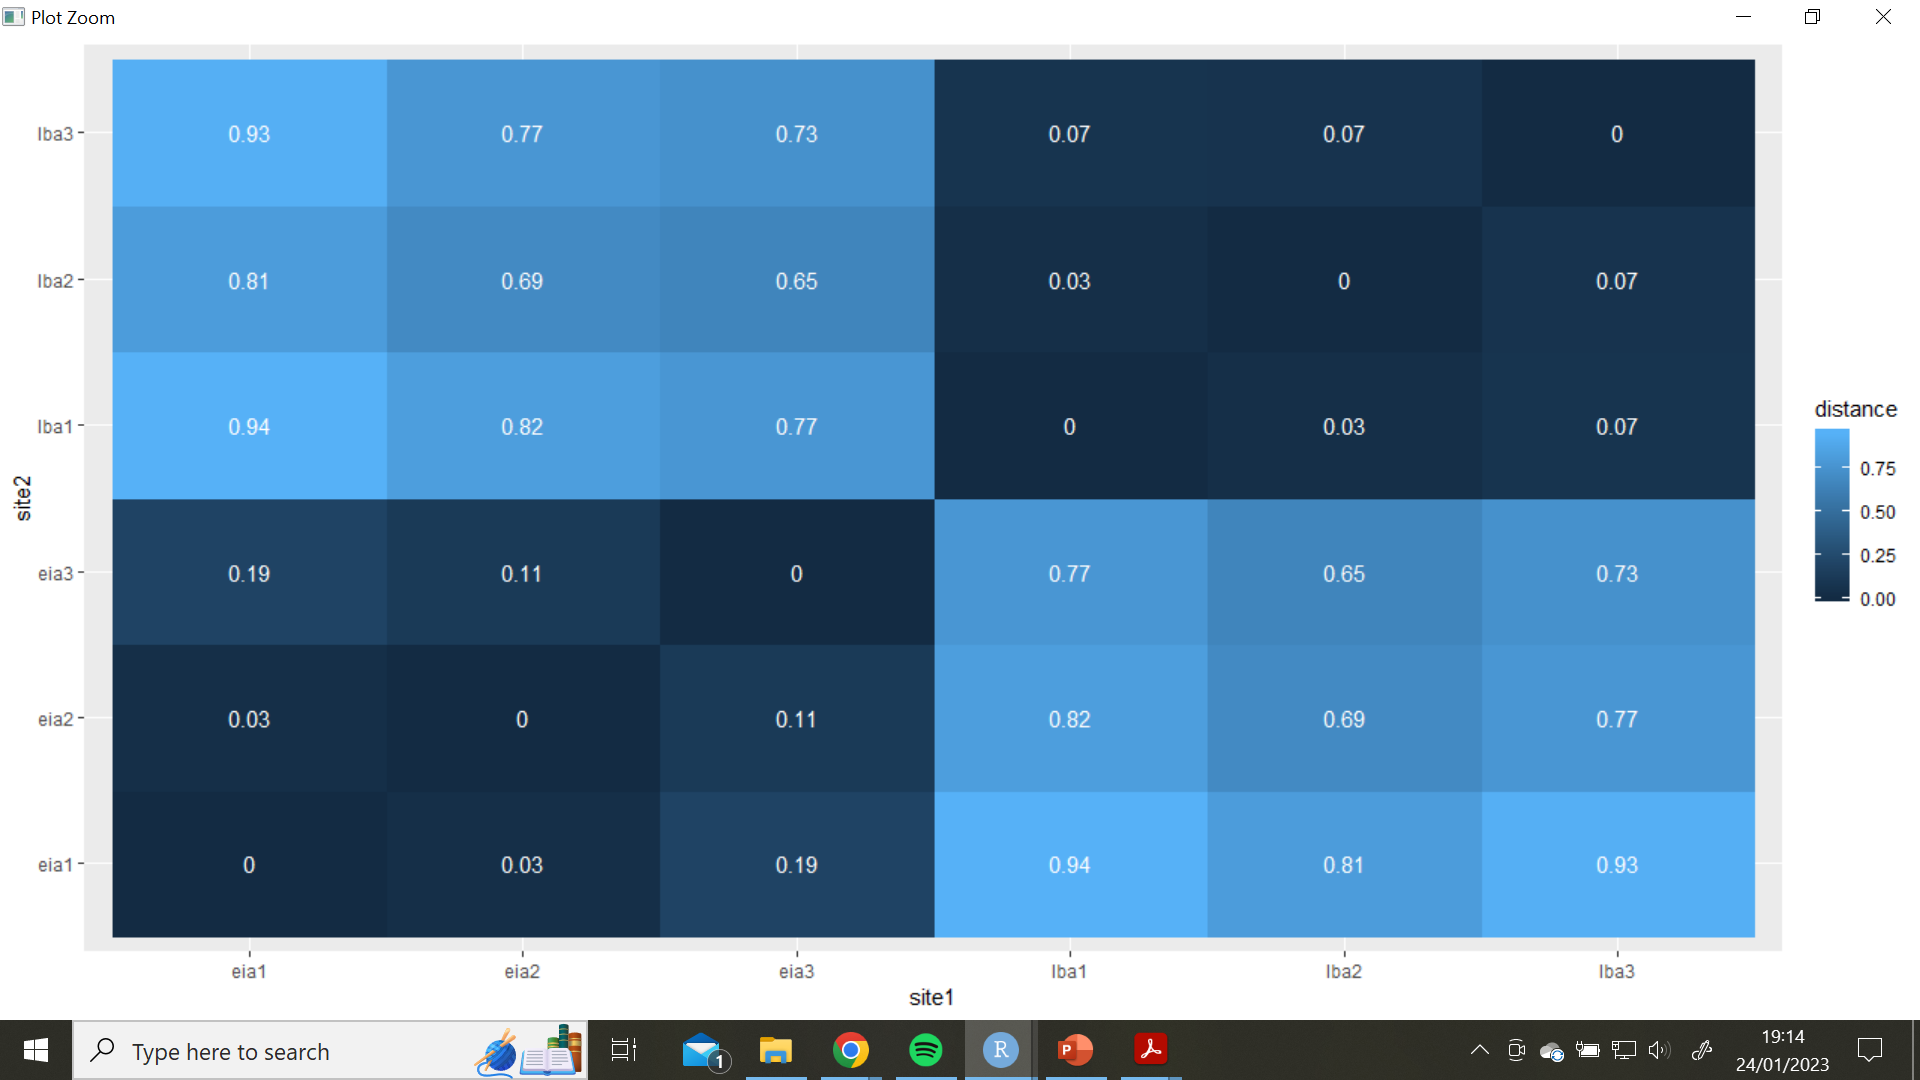 Plot Zoom
lba3 0.93 0.77 0.73 0.07 0.07 0
lba2 0.81 0.69 0.65 0.03 0 0.07
lba1 0.94 0.82 0.77 0 0.03 0.07
eia3 0.19 0.11 0 0.77 0.65 0.73
eia2 0.03 0 0.11 0.82 0.69 0.77
eia1 0 0.03 0.19 0.94 0.81 0.93
eia1 eia2 eia3 lba1 lba2 lba3
site1
site2
distance
0.75
0.50
0.25
0.00
Type here to search
1
R
P
19:14
24/01/2023